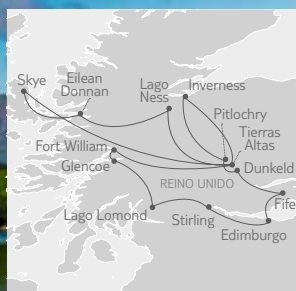 Skye
Eilean
Donnan
Lago
Ness
Inverness
Pitlochry
Tierras
Altas
Fort William
Glencoe
Dunkeld
REINO UNIDO
Fife
Lago Lomond
Stirling
Edimburgo